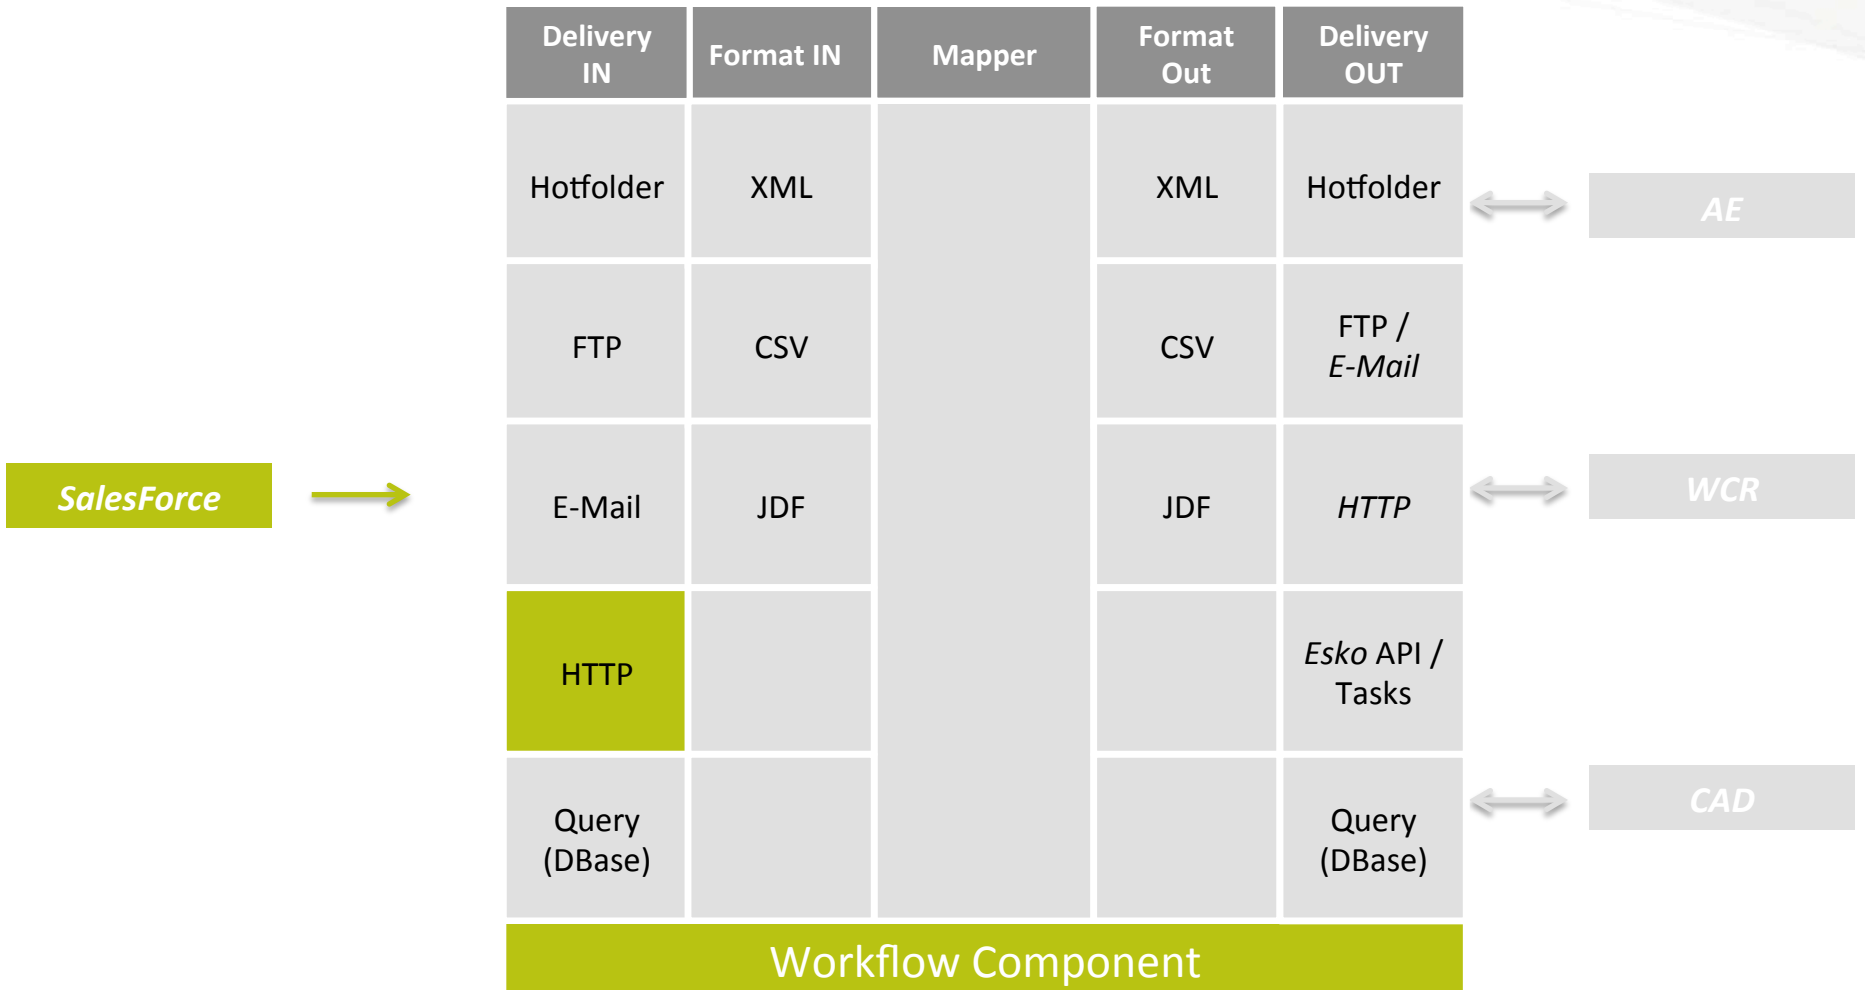 Delivery
IN
Format IN
Mapper
Format
Out
Delivery
OUT
Hotfolder
XML
XML
Hotfolder
AE
FTP
CSV
CSV
FTP /
E-Mail
SalesForce
E-Mail
JDF
JDF
HTTP
WCR
HTTP
Esko API /
Tasks
Query
(DBase)
Query
(DBase)
CAD
Workflow Component